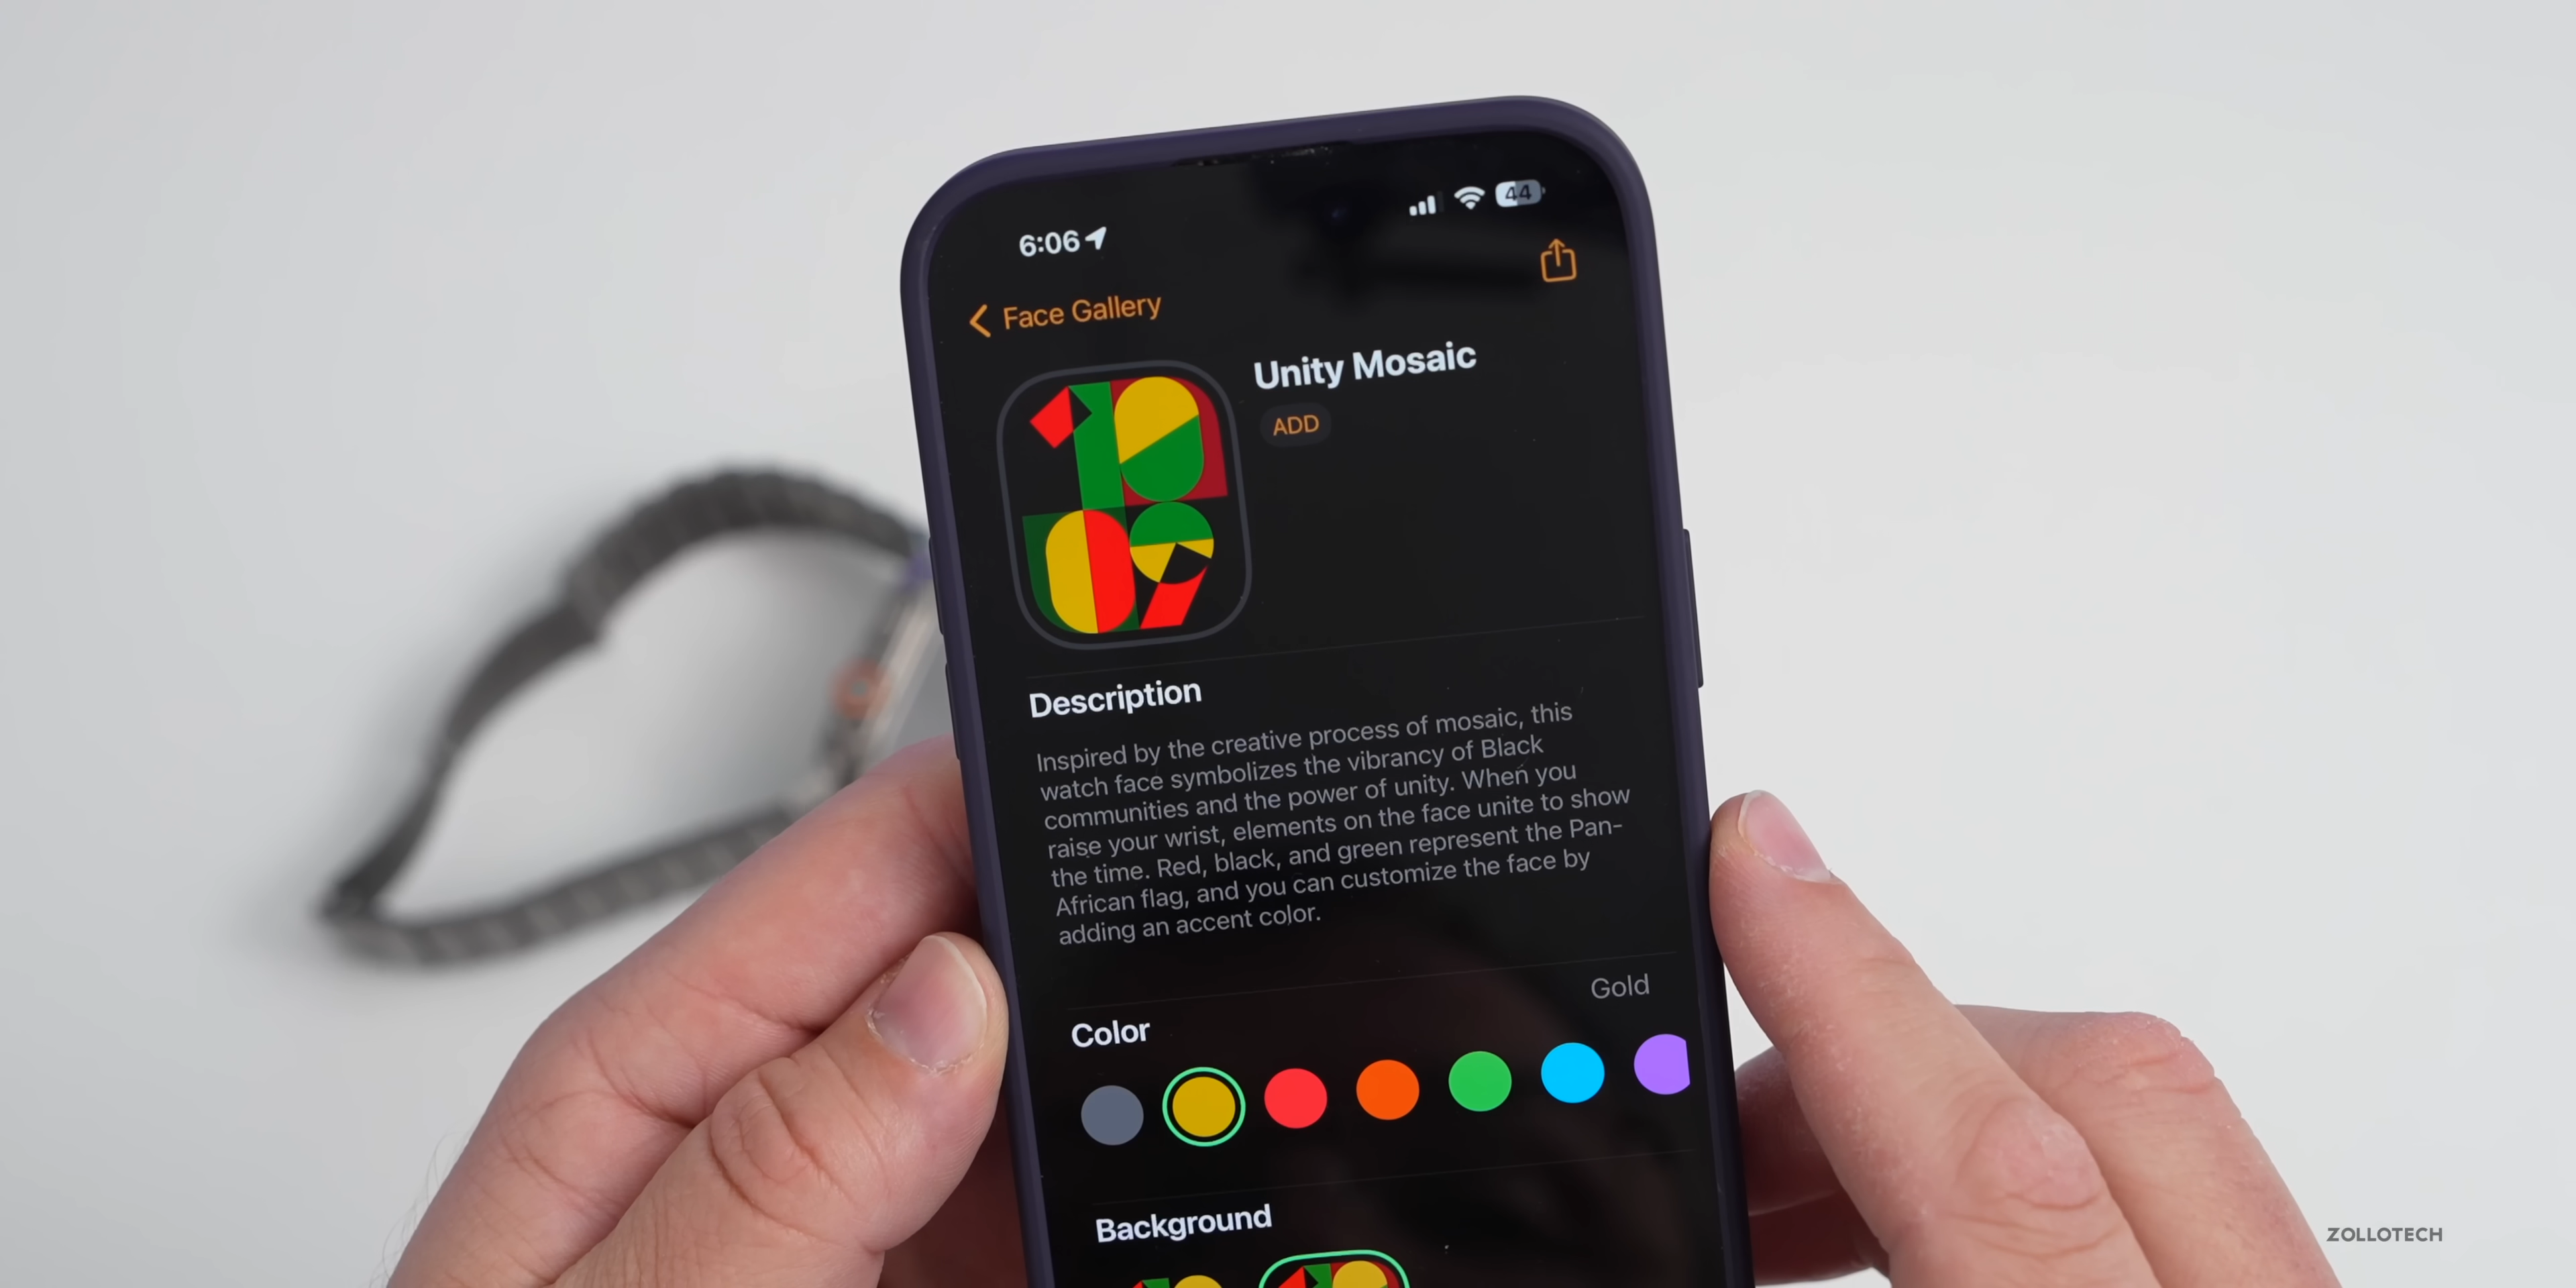 6:06
44
Face Gallery
Unity Mosaic
ADD
10
09
Description
Inspired by the creative process of mosaic, this
watch face symbolizes the vibrancy of Black
communities and the power of unity. When you
raise your wrist, elements on the face unite to show
the time. Red, black, and green represent the Pan-
African flag, and you can customize the face by
adding an accent color.
Color
Gold
Background
ZOLLOTECH